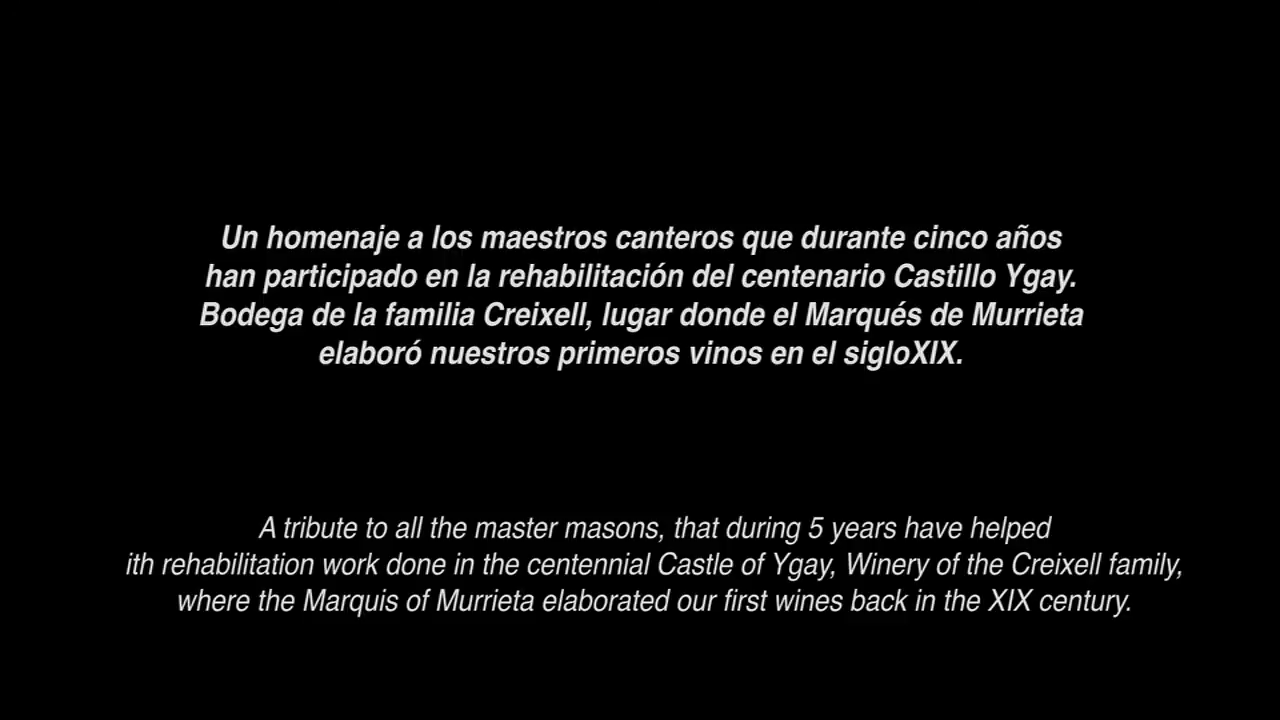 Un homenaje a los maestros canteros que durante cinco años
han participado en la rehabilitación del centenario Castillo Ygay.
Bodega de la familia Creixell, lugar donde el Marqués de Murrieta
elaboró nuestros primeros vinos en el sigloXIX.
A tribute to all the master masons, that during 5 years have helped
ith rehabilitation work done in the centennial Castle of Ygay, Winery of the Creixell family,
where the Marquis of Murrieta elaborated our first wines back in the XIX century.